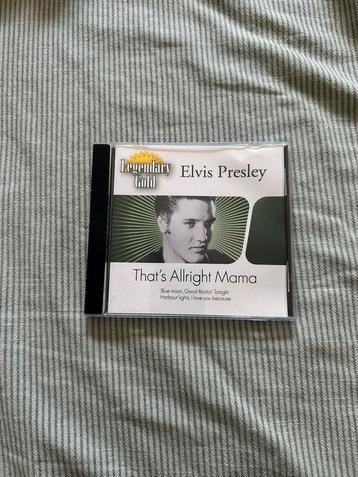 Legendary
Gold
Elvis Presley
That's Allright Mama
Blue moon, Good Rockin' Tonight
Harbour lights, I love you because